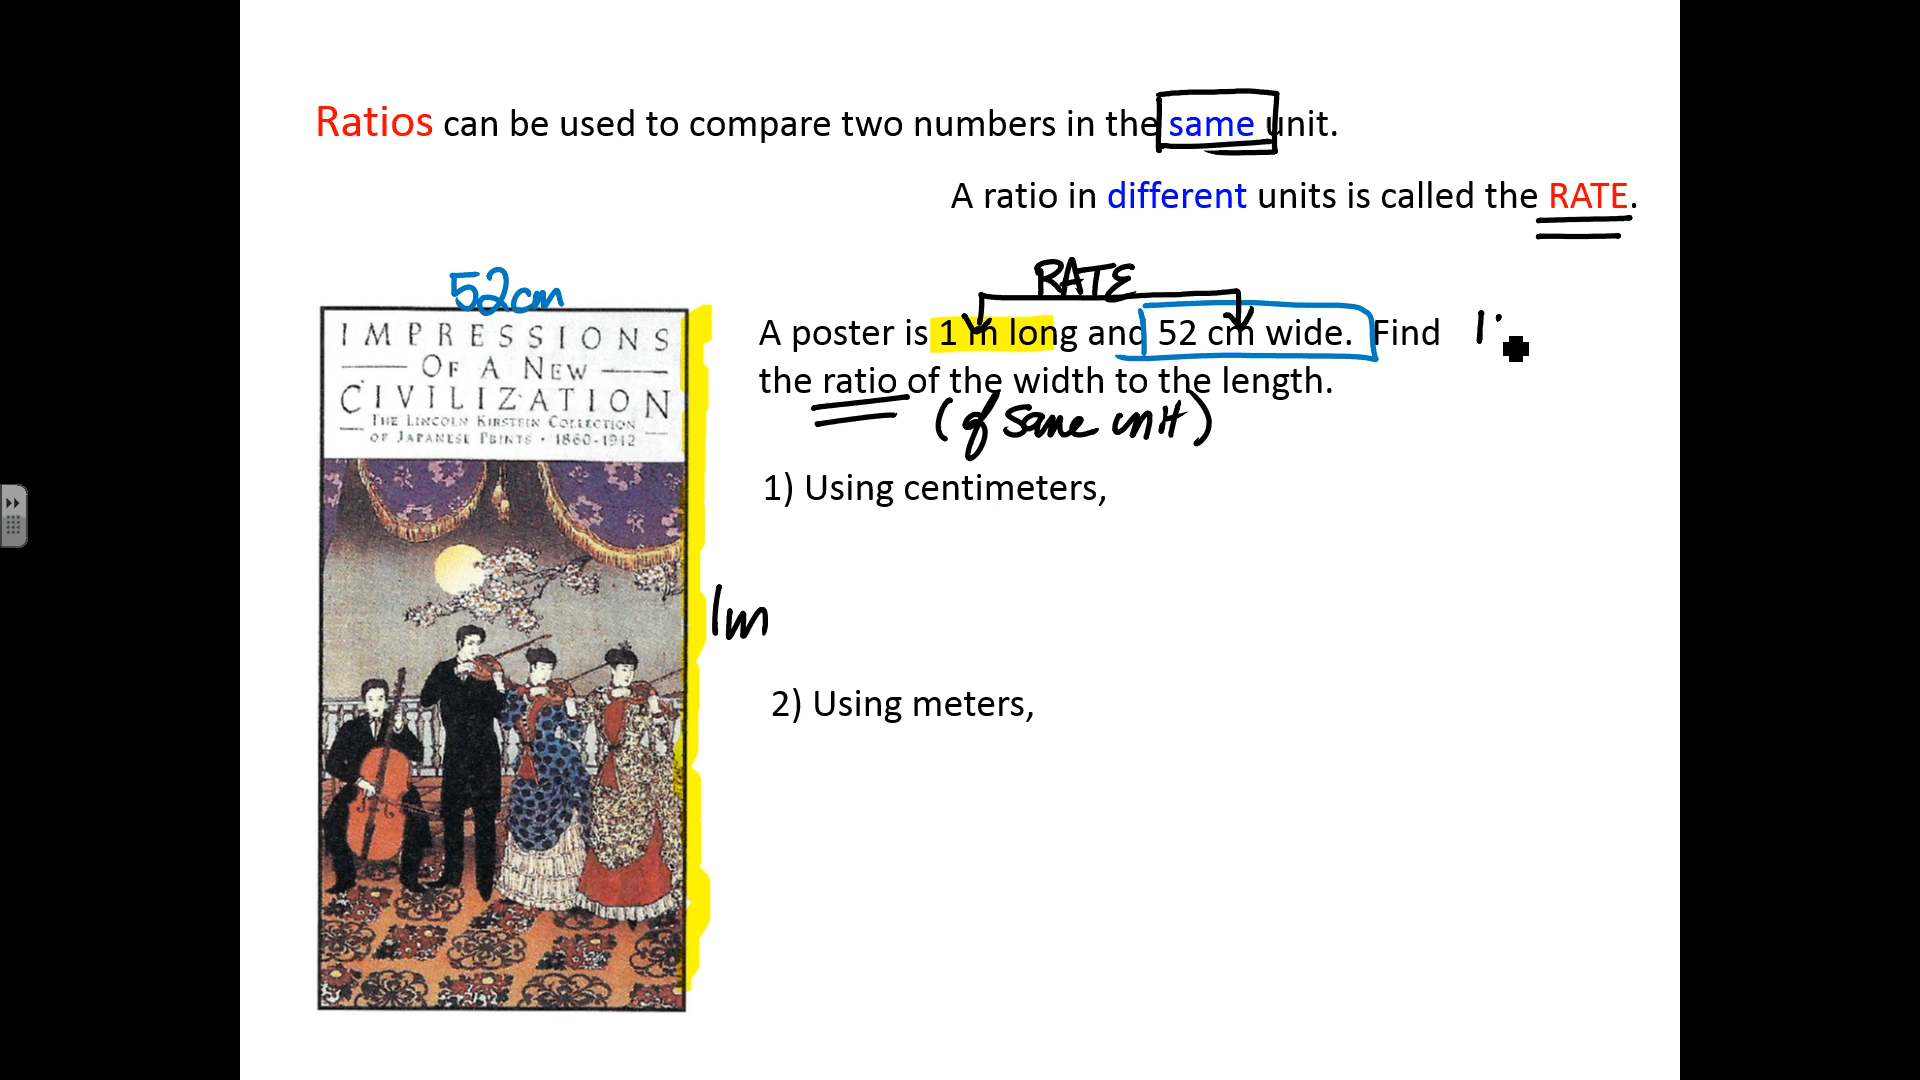 Ratios can be used to compare two numbers in the same unit.
A ratio in different units is called the RATE.
RATE
52cm
A poster is 1 m long and 52 cm wide. Find
the ratio of the width to the length.
(of same unit)
1) Using centimeters,
1m
2) Using meters,
IMPRESSIONS
OF A NEW
CIVILIZATION
THE LINCOLN KIRSTEIN COLLECTION
OF JAPANESE PRINTS • 1860-1912